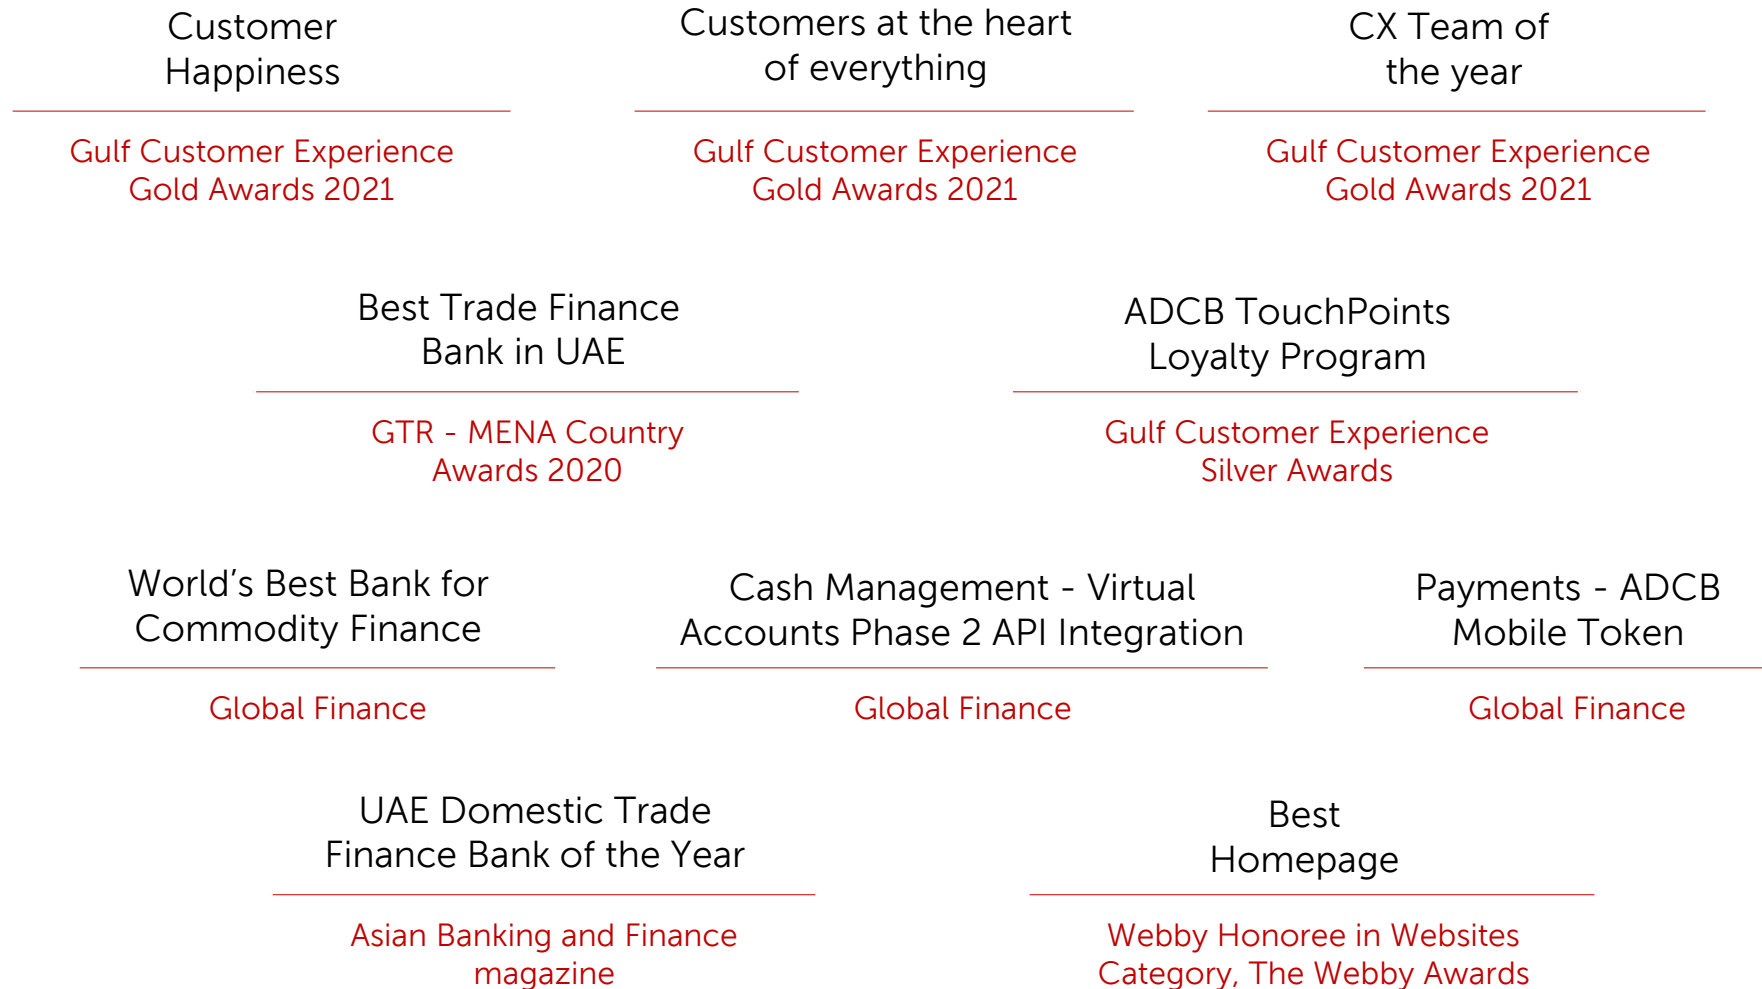 Customer
Happiness
Gulf Customer Experience
Gold Awards 2021
Customers at the heart
of everything
Gulf Customer Experience
Gold Awards 2021
CX Team of
the year
Gulf Customer Experience
Gold Awards 2021
Best Trade Finance
Bank in UAE
GTR - MENA Country
Awards 2020
ADCB TouchPoints
Loyalty Program
Gulf Customer Experience
Silver Awards
World’s Best Bank for
Commodity Finance
Global Finance
Cash Management - Virtual
Accounts Phase 2 API Integration
Global Finance
Payments - ADCB
Mobile Token
Global Finance
UAE Domestic Trade
Finance Bank of the Year
Asian Banking and Finance
magazine
Best
Homepage
Webby Honoree in Websites
Category, The Webby Awards